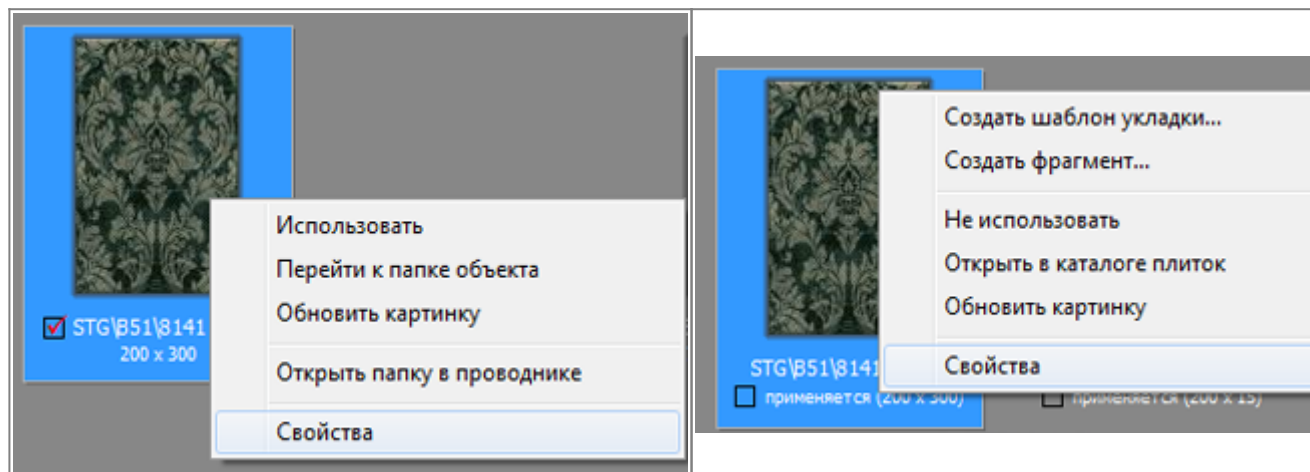 Использовать
Перейти к папке объекта
Обновить картинку
Открыть папку в проводнике
Свойства
STG\B51\8141
200 x 300
Создать шаблон укладки...
Создать фрагмент...
Не использовать
Открыть в каталоге плиток
Обновить картинку
Свойства
STG\B51\8141
применяется (200 x 300)
применяется (200 x 15)